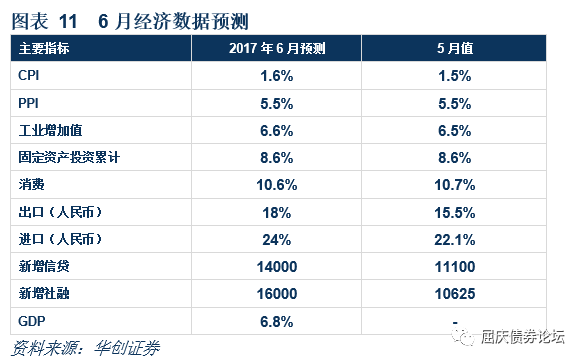 图表 11 6 月经济数据预测
主要指标 2017 年 6 月预测 5 月值
CPI 1.6% 1.5%
PPI 5.5% 5.5%
工业增加值 6.6% 6.5%
固定资产投资累计 8.6% 8.6%
消费 10.6% 10.7%
出口（人民币） 18% 15.5%
进口（人民币） 24% 22.1%
新增信贷 14000 11100
新增社融 16000 10625
GDP 6.8% -
资料来源：华创证券
屈庆债券论坛